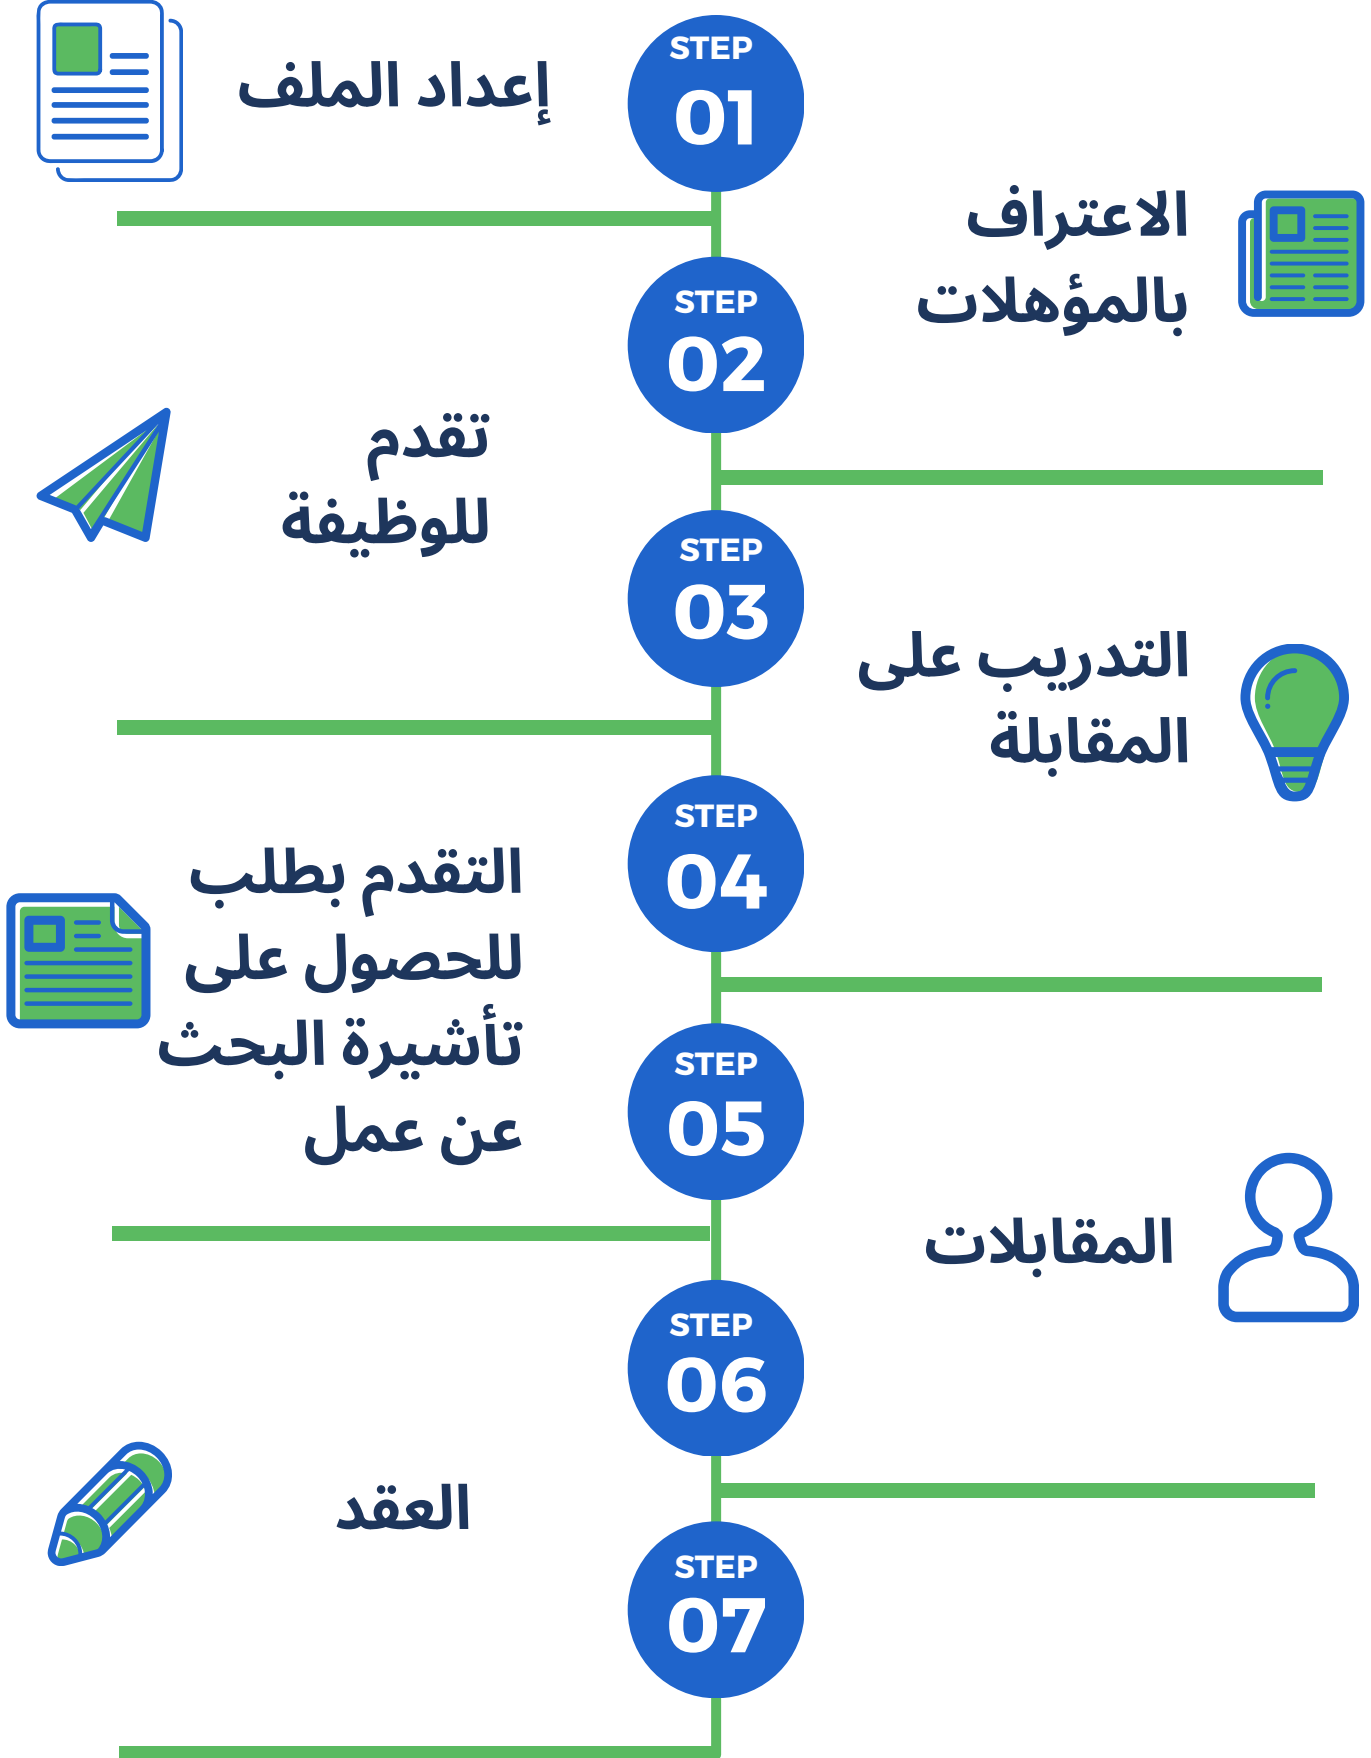 STEP
01
إعداد الملف
الاعتراف
بالمؤهلات
STEP
02
تقدم
للوظيفة
STEP
03
التدريب على
المقابلة
STEP
04
التقدم بطلب
للحصول على
تأشيرة البحث
عن عمل
STEP
05
المقابلات
STEP
06
العقد
STEP
07